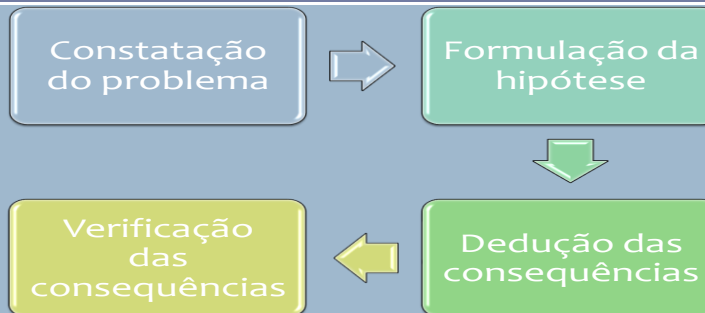 Constatação
do problema
Formulação da
hipótese
Dedução das
consequências
Verificação
das
consequências